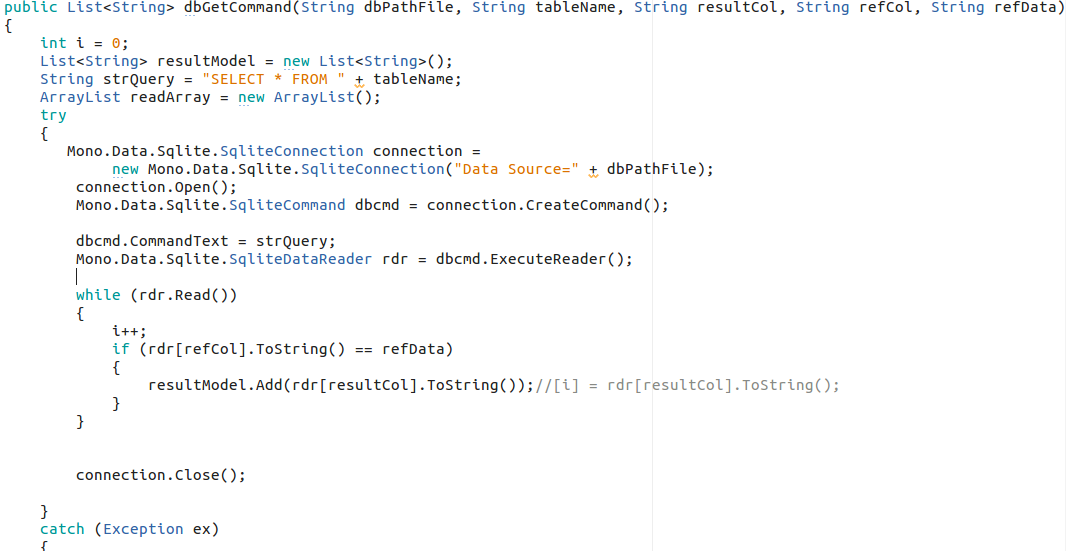 public List<String> dbGetCommand(String dbPathFile, String tableName, String resultCol, String refCol, String refData)
{
    int i = 0;
    List<String> resultModel = new List<String>();
    String strQuery = "SELECT * FROM " + tableName;
    ArrayList readArray = new ArrayList();
    try
    {
       Mono.Data.Sqlite.SqliteConnection connection =
            new Mono.Data.Sqlite.SqliteConnection("Data Source=" + dbPathFile);
        connection.Open();
        Mono.Data.Sqlite.SqliteCommand dbcmd = connection.CreateCommand();
        dbcmd.CommandText = strQuery;
        Mono.Data.Sqlite.SqliteDataReader rdr = dbcmd.ExecuteReader();
        while (rdr.Read())
        {
            i++;
            if (rdr[refCol].ToString() == refData)
            {
                resultModel.Add(rdr[resultCol].ToString());//[i] = rdr[resultCol].ToString();
            }
        }
        connection.Close();
    }
    catch (Exception ex)
    {